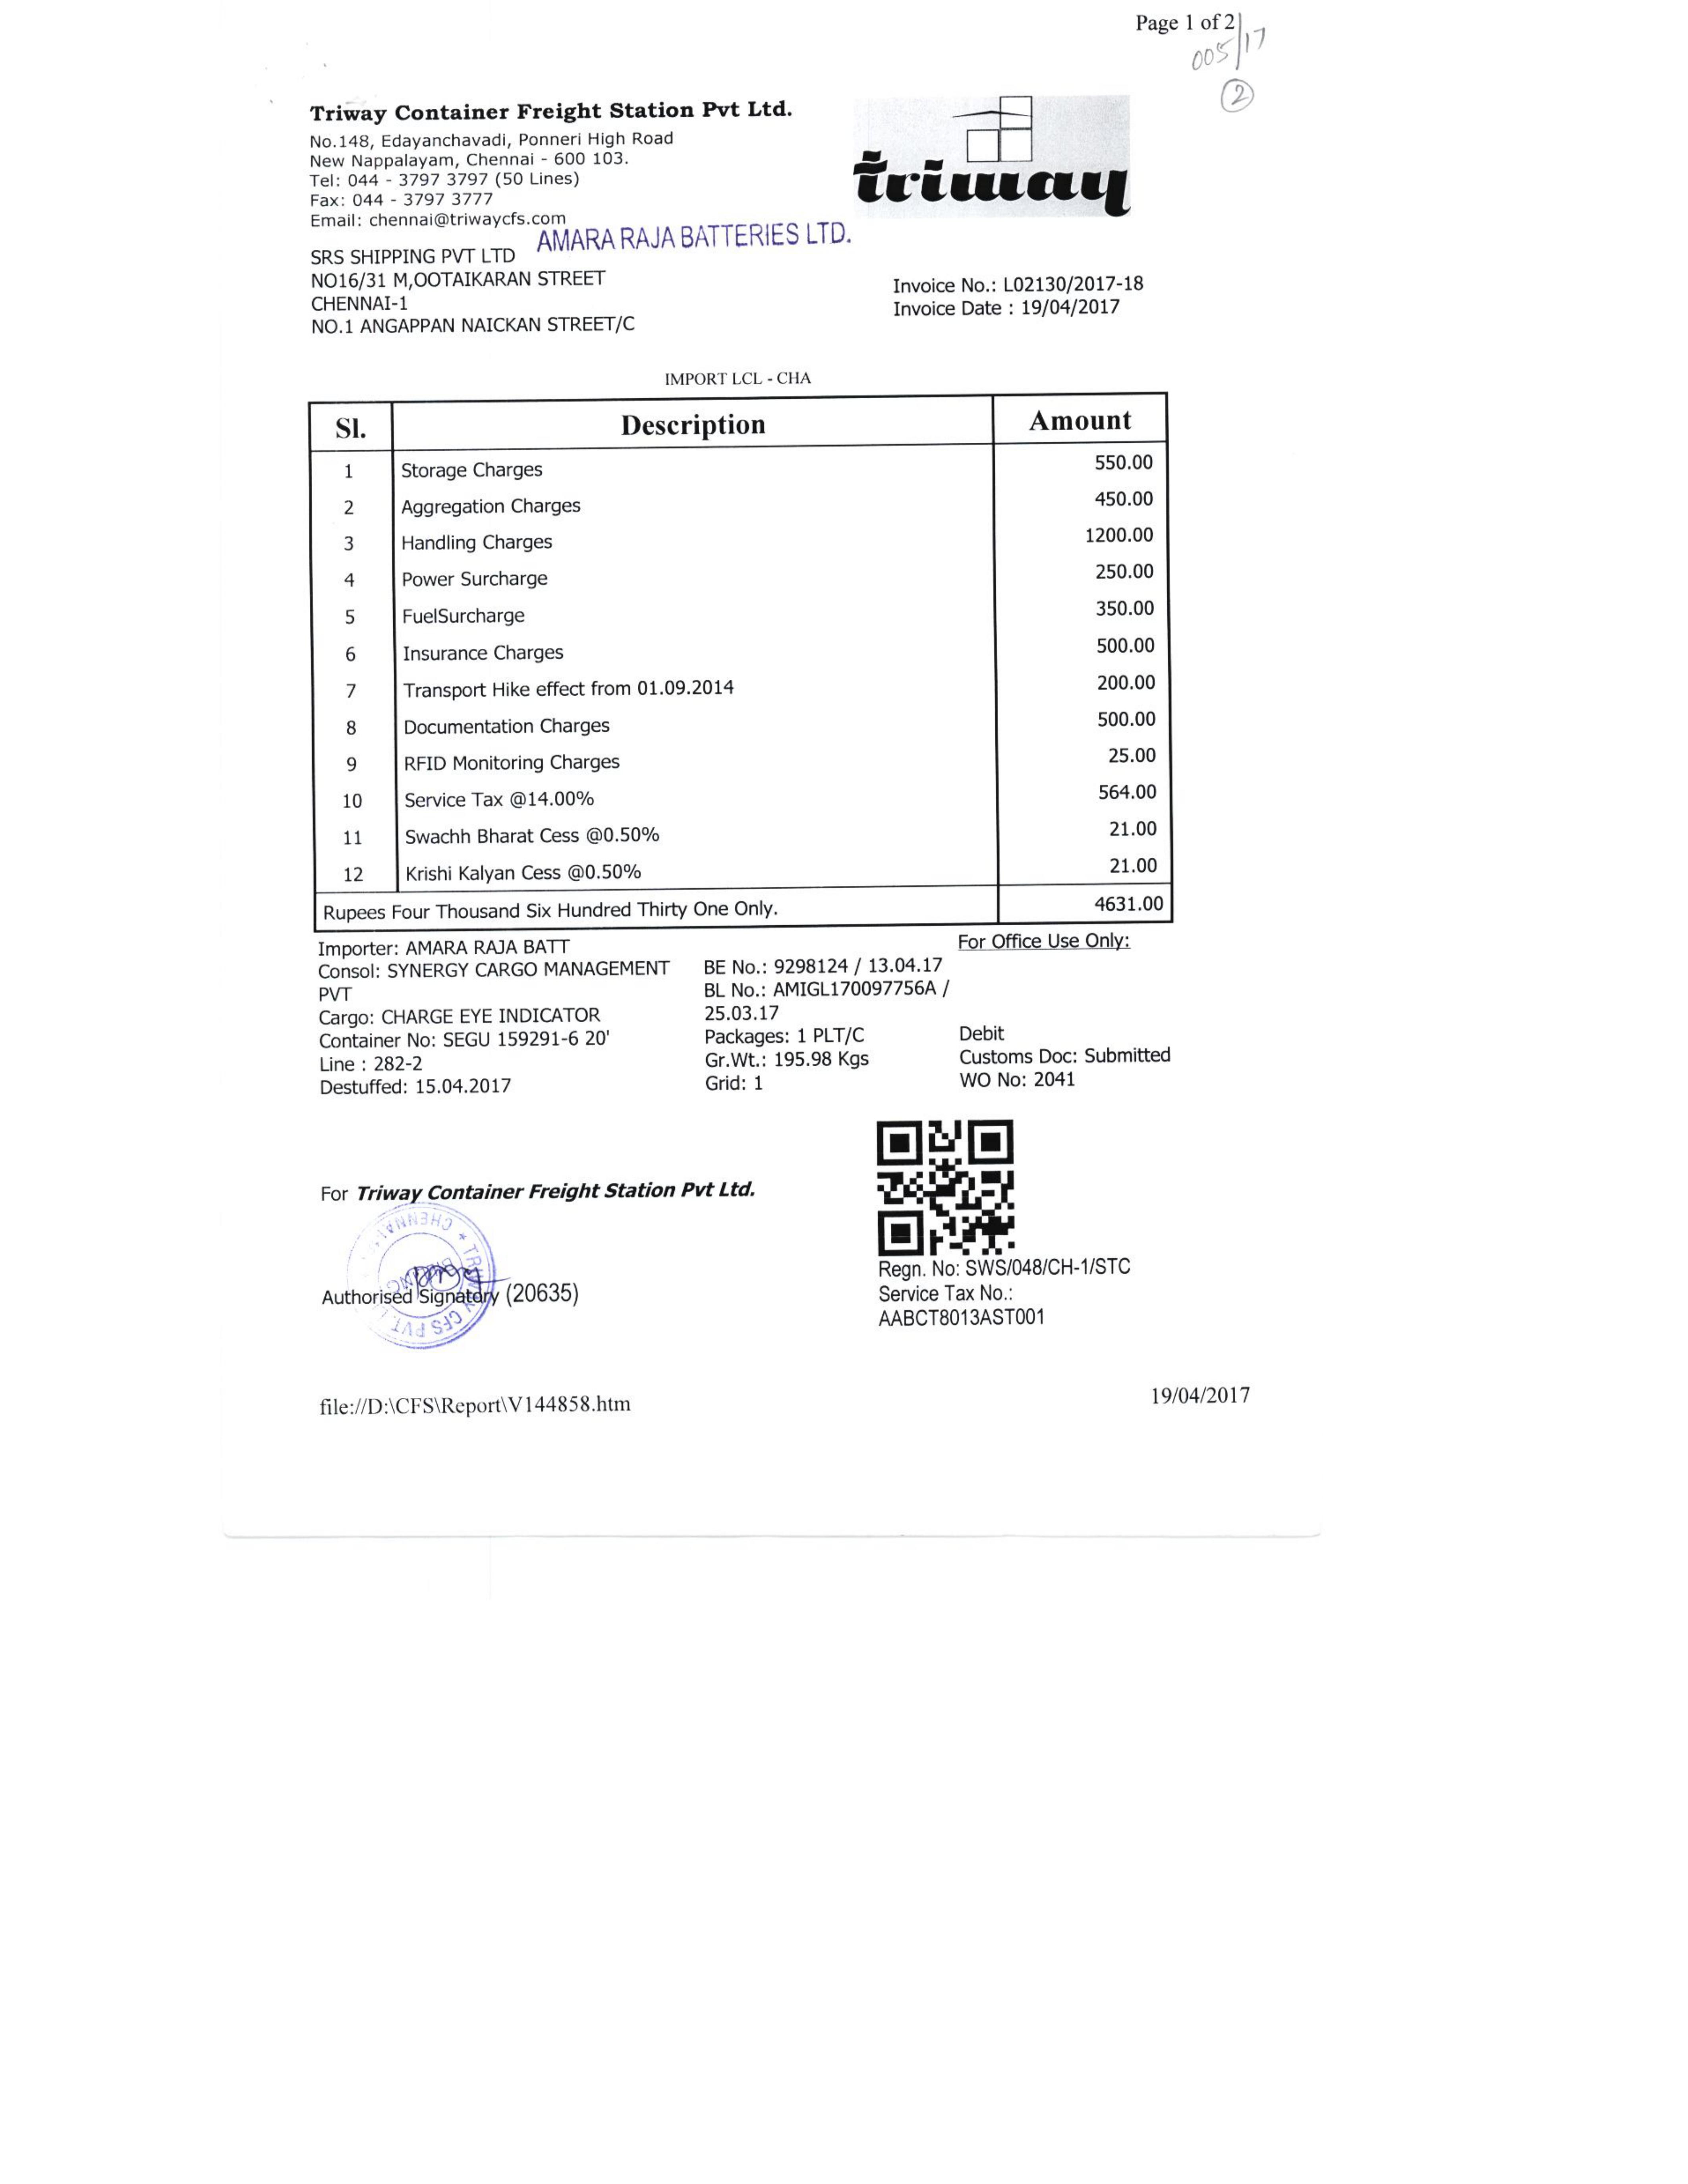 Page 1 of 2
005/17
2
Triway Container Freight Station Pvt Ltd.
No.148, Edayanchavadi, Ponneri High Road
New Nappalayam, Chennai - 600 103.
Tel: 044 - 3797 3797 (50 Lines)
Fax: 044 - 3797 3777
Email: chennai@triwaycfs.com
triway
AMARA RAJA BATTERIES LTD.
SRS SHIPPING PVT LTD
NO16/31 M,OOTAIKARAN STREET
CHENNAI-1
NO.1 ANGAPPAN NAICKAN STREET/C
Invoice No.: L02130/2017-18
Invoice Date : 19/04/2017
IMPORT LCL - CHA
Sl. Description Amount
1 Storage Charges 550.00
2 Aggregation Charges 450.00
3 Handling Charges 1200.00
4 Power Surcharge 250.00
5 FuelSurcharge 350.00
6 Insurance Charges 500.00
7 Transport Hike effect from 01.09.2014 200.00
8 Documentation Charges 500.00
9 RFID Monitoring Charges 25.00
10 Service Tax @14.00% 564.00
11 Swachh Bharat Cess @0.50% 21.00
12 Krishi Kalyan Cess @0.50% 21.00
Rupees Four Thousand Six Hundred Thirty One Only. 4631.00
Importer: AMARA RAJA BATT
Consol: SYNERGY CARGO MANAGEMENT
PVT
Cargo: CHARGE EYE INDICATOR
Container No: SEGU 159291-6 20'
Line : 282-2
Destuffed: 15.04.2017
BE No.: 9298124 / 13.04.17
BL No.: AMIGL170097756A /
25.03.17
Packages: 1 PLT/C
Gr.Wt.: 195.98 Kgs
Grid: 1
For Office Use Only:
Debit
Customs Doc: Submitted
WO No: 2041
For Triway Container Freight Station Pvt Ltd.
TRIWAY CFS PVT. CHENNAI
Authorised Signatory (20635)
Regn. No: SWS/048/CH-1/STC
Service Tax No.:
AABCT8013AST001
file://D:\CFS\Report\V144858.htm
19/04/2017